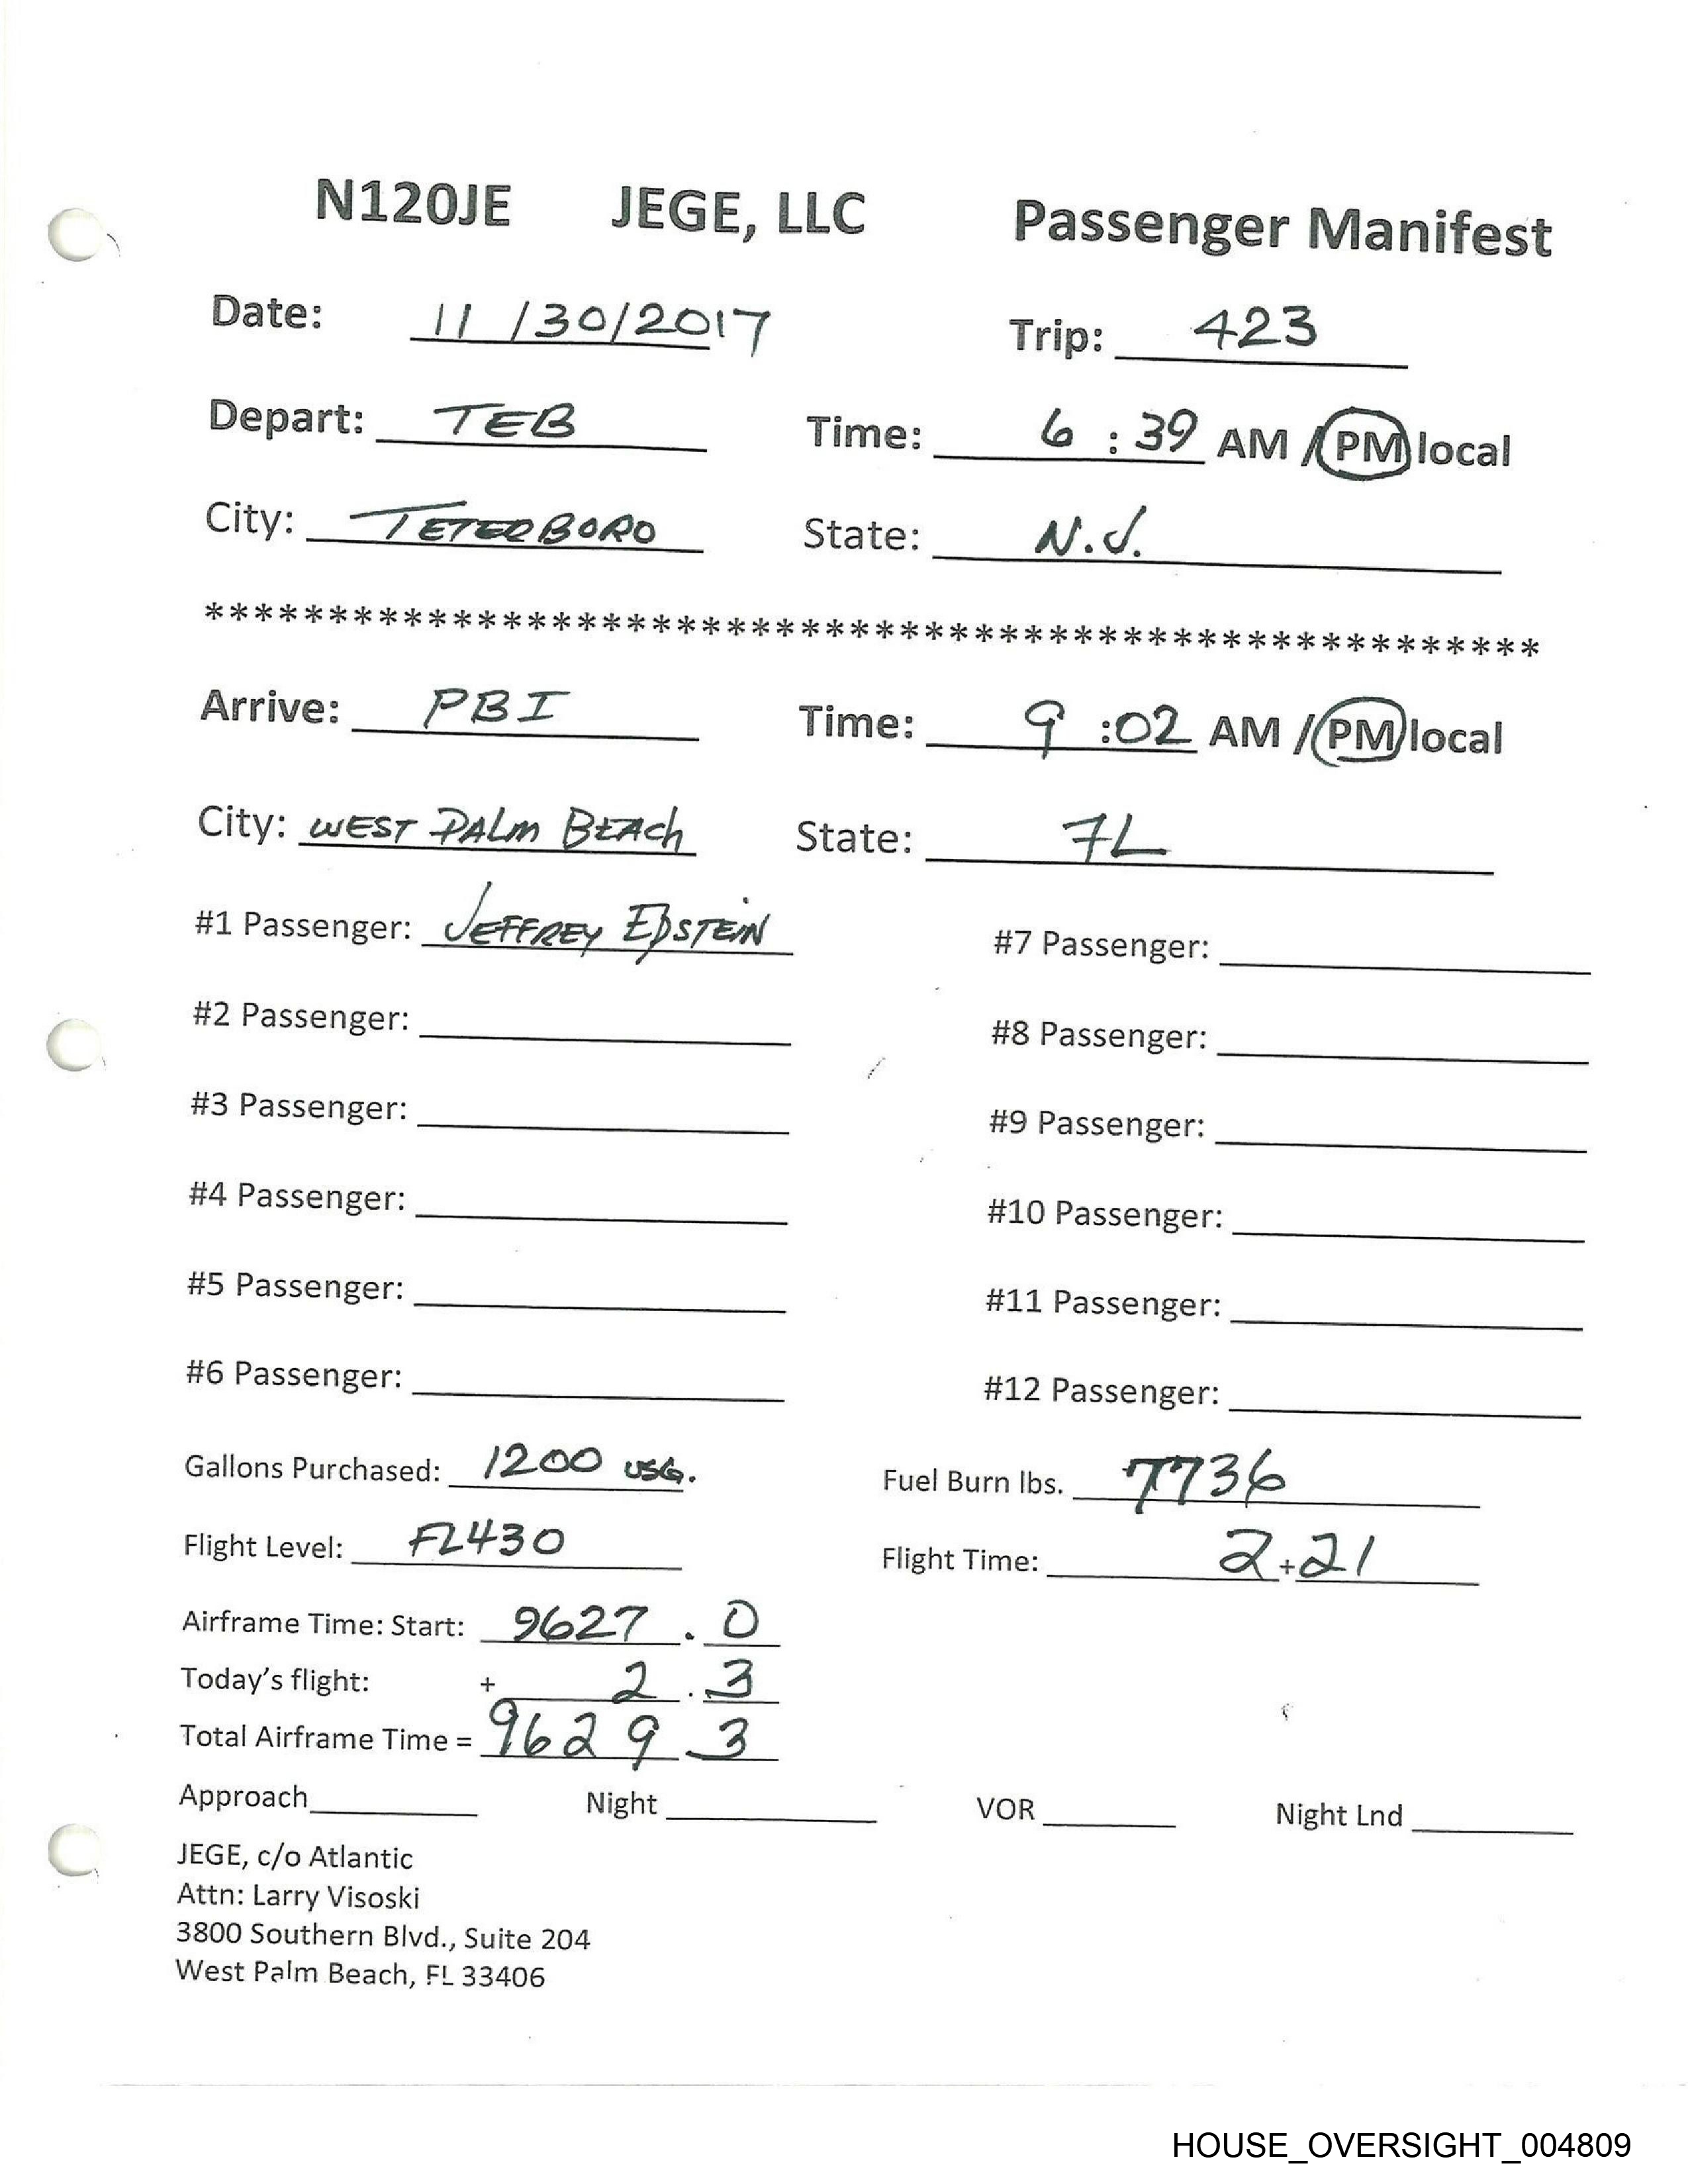 N120JE JEGE, LLC Passenger Manifest
Date: 11/30/2017 Trip: 423
Depart: TEB Time: 6:39 AM / PM local
City: TETERBORO State: N.J.
******************************************************
Arrive: PBI Time: 9:02 AM / PM local
City: WEST PALM BEACH State: FL
#1 Passenger: JEFFREY EPSTEIN #7 Passenger:
#2 Passenger: #8 Passenger:
#3 Passenger: #9 Passenger:
#4 Passenger: #10 Passenger:
#5 Passenger: #11 Passenger:
#6 Passenger: #12 Passenger:
Gallons Purchased: 1200 USG. Fuel Burn lbs. 7736
Flight Level: FL430 Flight Time: 2+21
Airframe Time: Start: 9627.0
Today's flight: + 2.3
Total Airframe Time = 9629.3
Approach Night VOR Night Lnd
JEGE, c/o Atlantic
Attn: Larry Visoski
3800 Southern Blvd., Suite 204
West Palm Beach, FL 33406
HOUSE_OVERSIGHT_004809